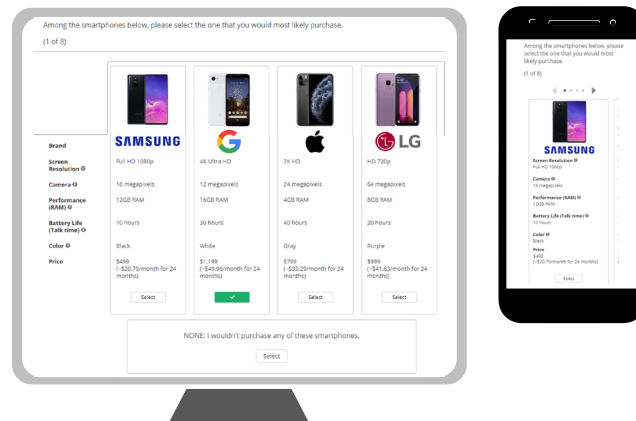 Among the smartphones below, please select the one that you would most likely purchase.
(1 of 8)
SAMSUNG
G
LG
Brand
Screen Resolution
Full HD 1080p
4K Ultra HD
2K HD
HD 720p
Camera
16 megapixels
12 megapixels
24 megapixels
64 megapixels
Performance (RAM)
12GB RAM
16GB RAM
4GB RAM
8GB RAM
Battery Life (Talk time)
10 hours
30 hours
40 hours
20 hours
Color
Black
White
Gray
Purple
Price
$499
(~$20.79/month for 24 months)
$1,199
(~$49.96/month for 24 months)
$799
(~$33.29/month for 24 months)
$999
(~$41.63/month for 24 months)
Select
Select
Select
NONE: I wouldn't purchase any of these smartphones.
Select
Among the smartphones below, please
select the one that you would most
likely purchase.
(1 of 8)
SAMSUNG
Screen Resolution
Full HD 1080p
Camera
16 megapixels
Performance (RAM)
12GB RAM
Battery Life (Talk time)
10 hours
Color
Black
Price
$499
(~$20.79/month for 24 months)
Select